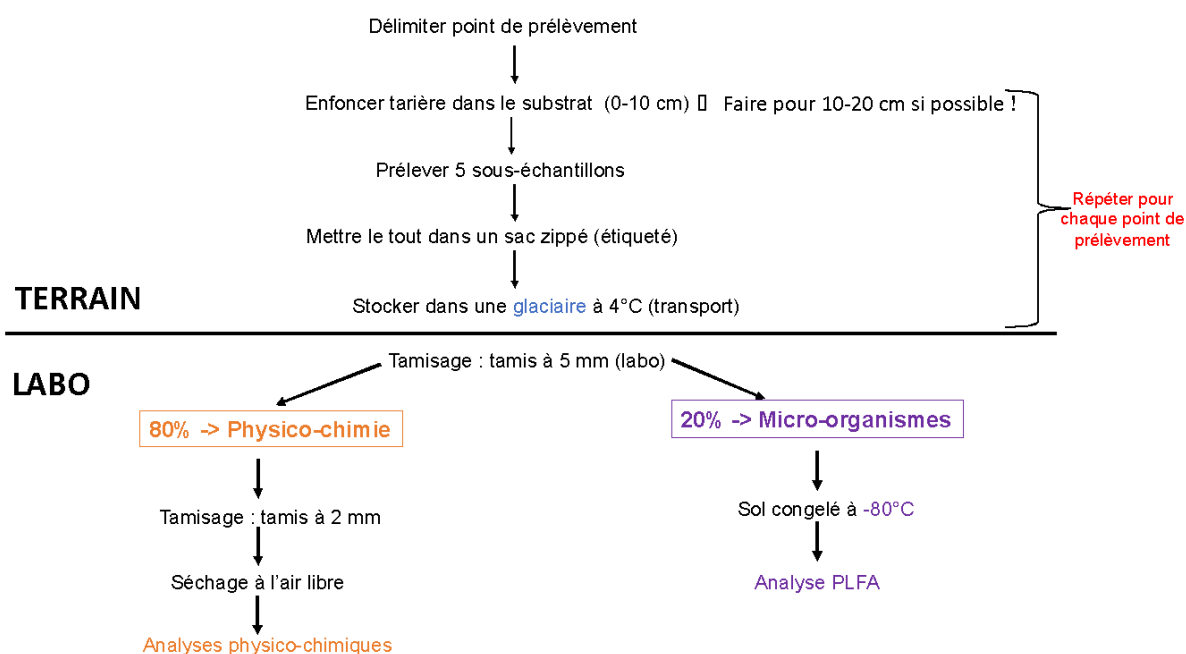 Délimiter point de prélèvement
Enfoncer tarière dans le substrat (0-10 cm) ▯ Faire pour 10-20 cm si possible !
Prélever 5 sous-échantillons
Mettre le tout dans un sac zippé (étiqueté)
Répéter pour
chaque point de
prélèvement
TERRAIN
Stocker dans une glaciaire à 4°C (transport)
LABO
Tamisage : tamis à 5 mm (labo)
80% -> Physico-chimie
20% -> Micro-organismes
Tamisage : tamis à 2 mm
Sol congelé à -80°C
Séchage à l'air libre
Analyse PLFA
Analyses physico-chimiques